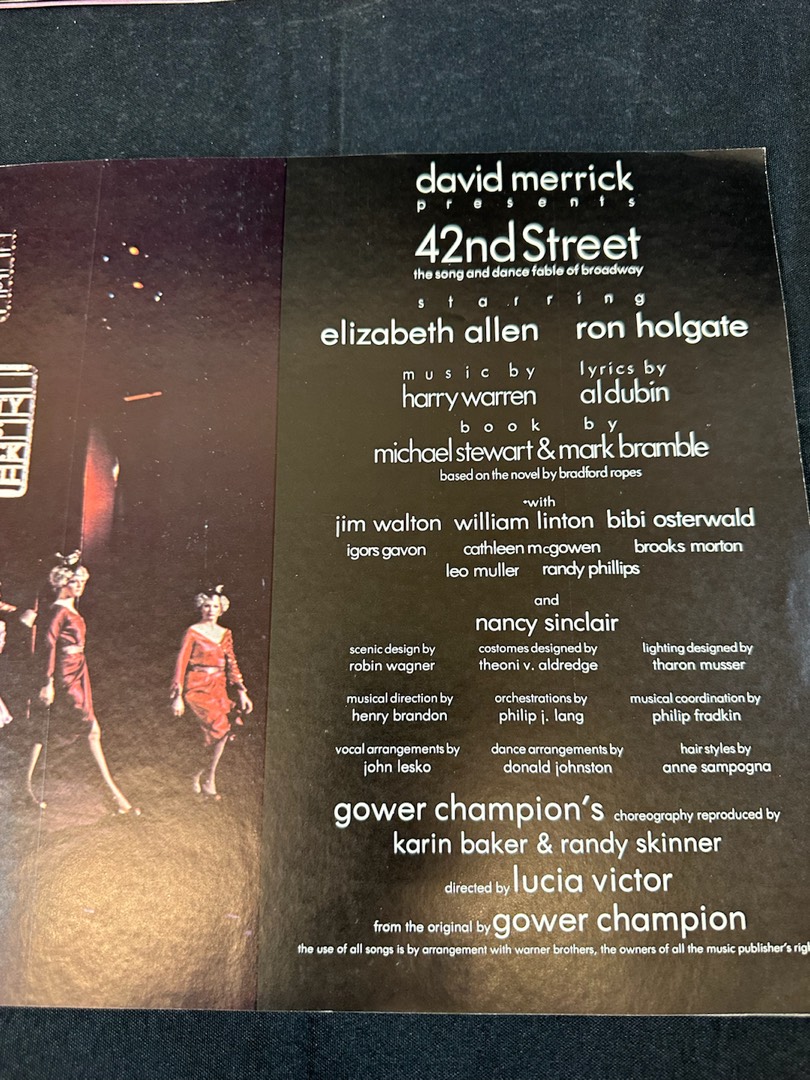 david merrick
presents
42nd Street
the song and dance fable of broadway
starring
elizabeth allen ron holgate
music by lyrics by
harry warren al dubin
book by
michael stewart & mark bramble
based on the novel by bradford ropes
with
jim walton william linton bibi osterwald
igors gavon cathleen mcgowen brooks morton
leo muller randy phillips
and
nancy sinclair
scenic design by costomes designed by lighting designed by
robin wagner theoni v. aldredge tharon musser
musical direction by orchestrations by musical coordination by
henry brandon philip j. lang philip fradkin
vocal arrangements by dance arrangements by hair styles by
john lesko donald johnston anne sampogna
gower champion's choreography reproduced by
karin baker & randy skinner
directed by lucia victor
from the original by gower champion
the use of all songs is by arrangement with warner brothers, the owners of all the music publisher's